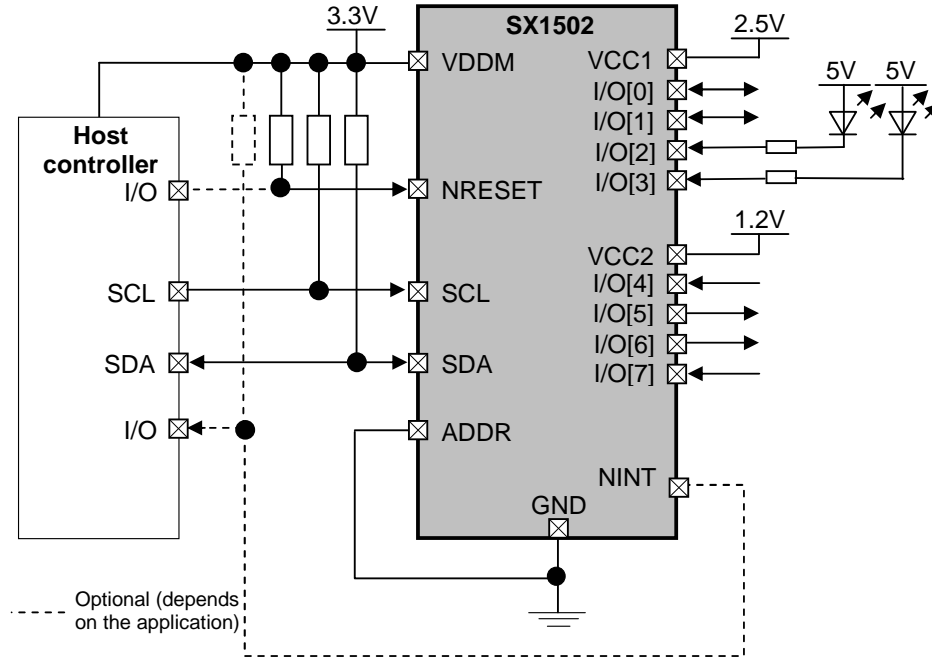 3.3V
SX1502
2.5V
VDDM
VCC1
5V
5V
I/O[0]
I/O[1]
Host
controller
I/O[2]
I/O
NRESET
I/O[3]
1.2V
VCC2
SCL
SCL
I/O[4]
I/O[5]
I/O[6]
SDA
SDA
I/O[7]
I/O
ADDR
NINT
GND
Optional (depends
on the application)